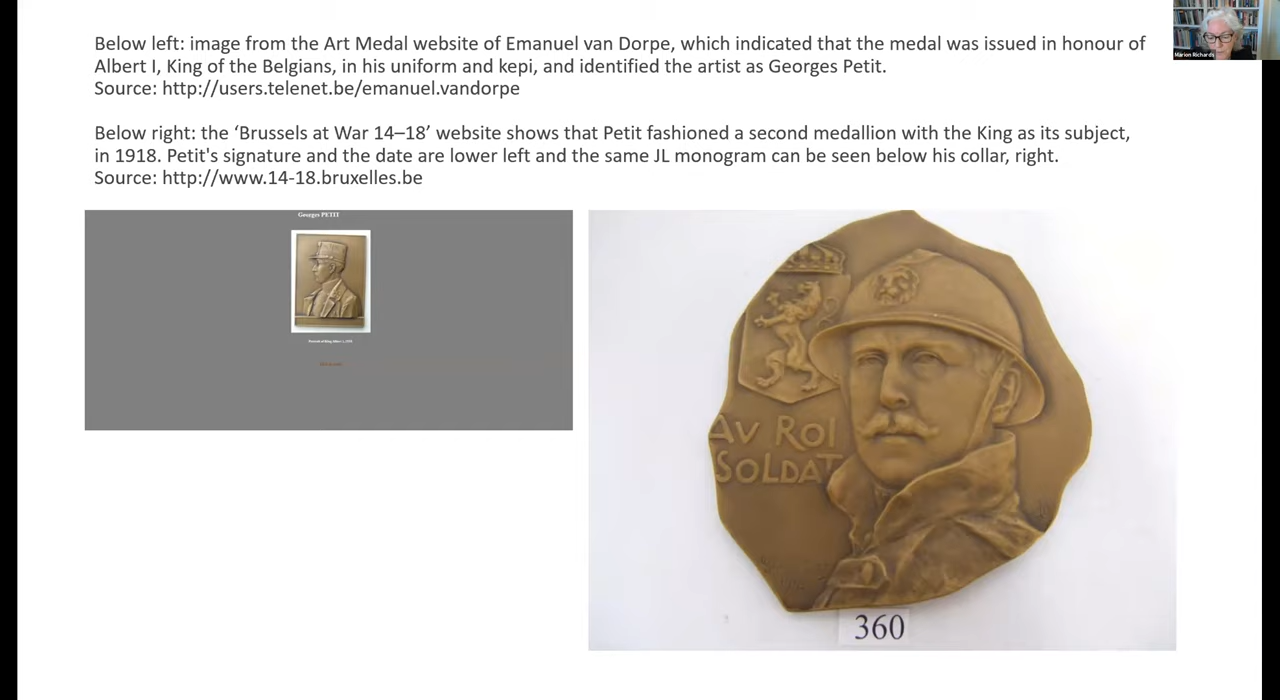 Below left: image from the Art Medal website of Emanuel van Dorpe, which indicated that the medal was issued in honour of
Albert I, King of the Belgians, in his uniform and kepi, and identified the artist as Georges Petit.
Source: http://users.telenet.be/emanuel.vandorpe
Below right: the ‘Brussels at War 14–18’ website shows that Petit fashioned a second medallion with the King as its subject,
in 1918. Petit's signature and the date are lower left and the same JL monogram can be seen below his collar, right.
Source: http://www.14-18.bruxelles.be
Marion Richards
Georges PETIT
AV ROI
SOLDAT
360